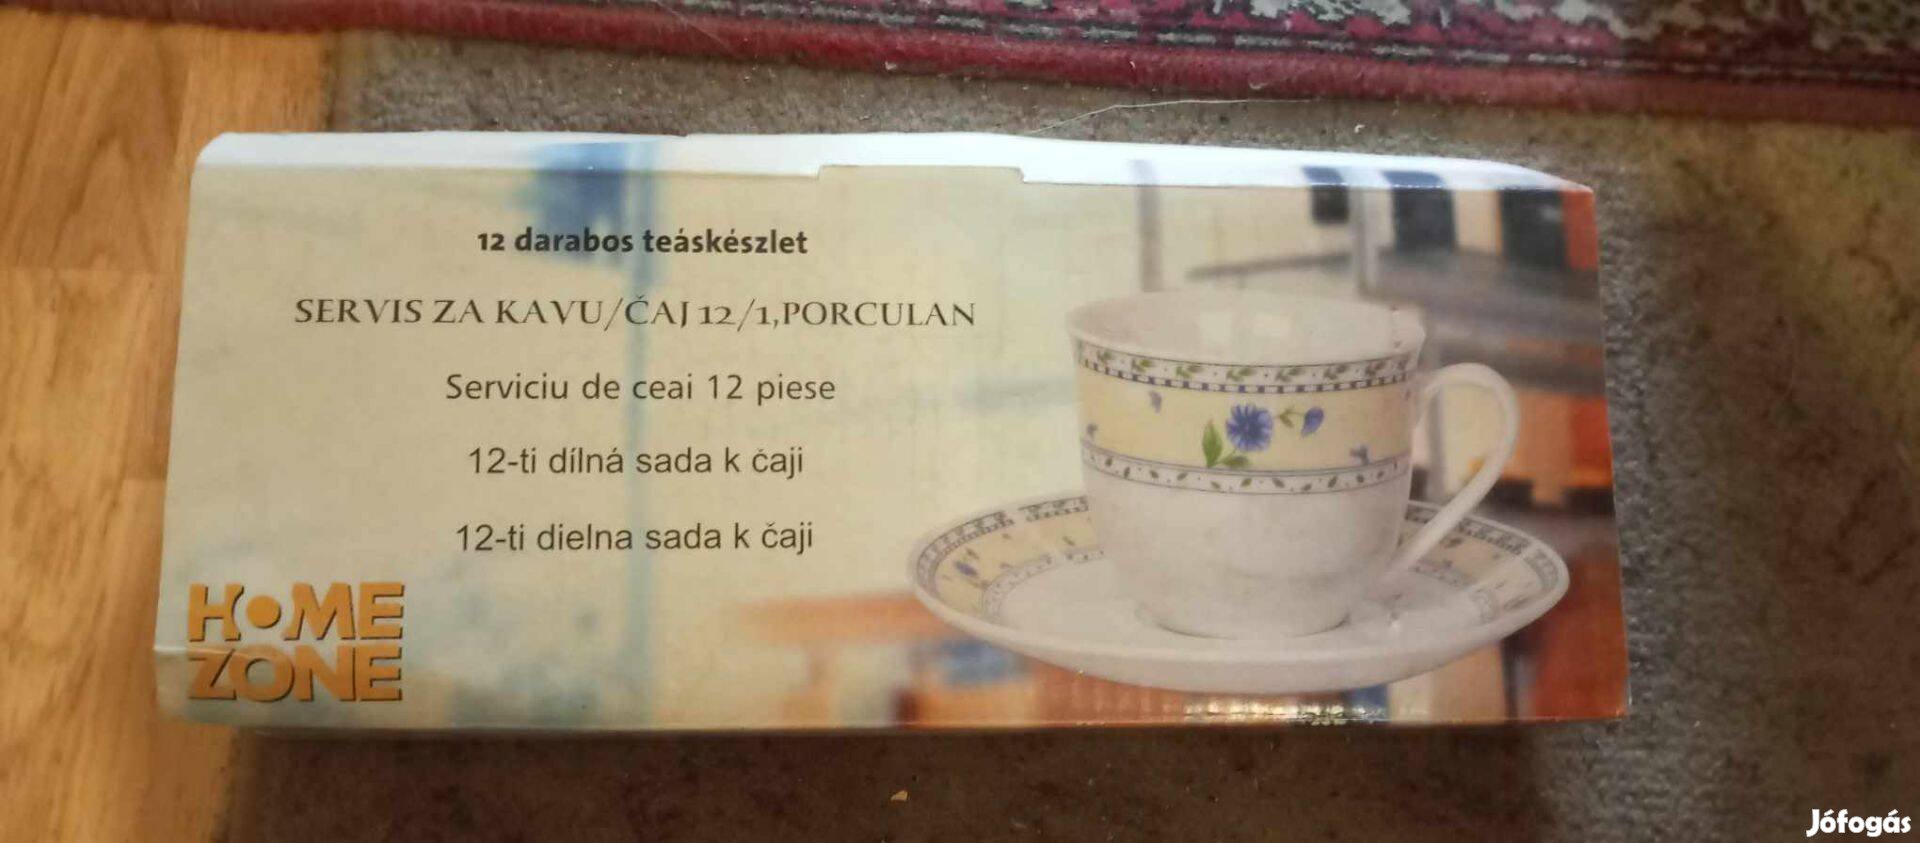 12 darabos teáskészlet
SERVIS ZA KAVU/ČAJ 12/1,PORCULAN
Serviciu de ceai 12 piese
12-ti dílná sada k čaji
12-ti dielna sada k čaji
HOME
ZONE
Jófogás